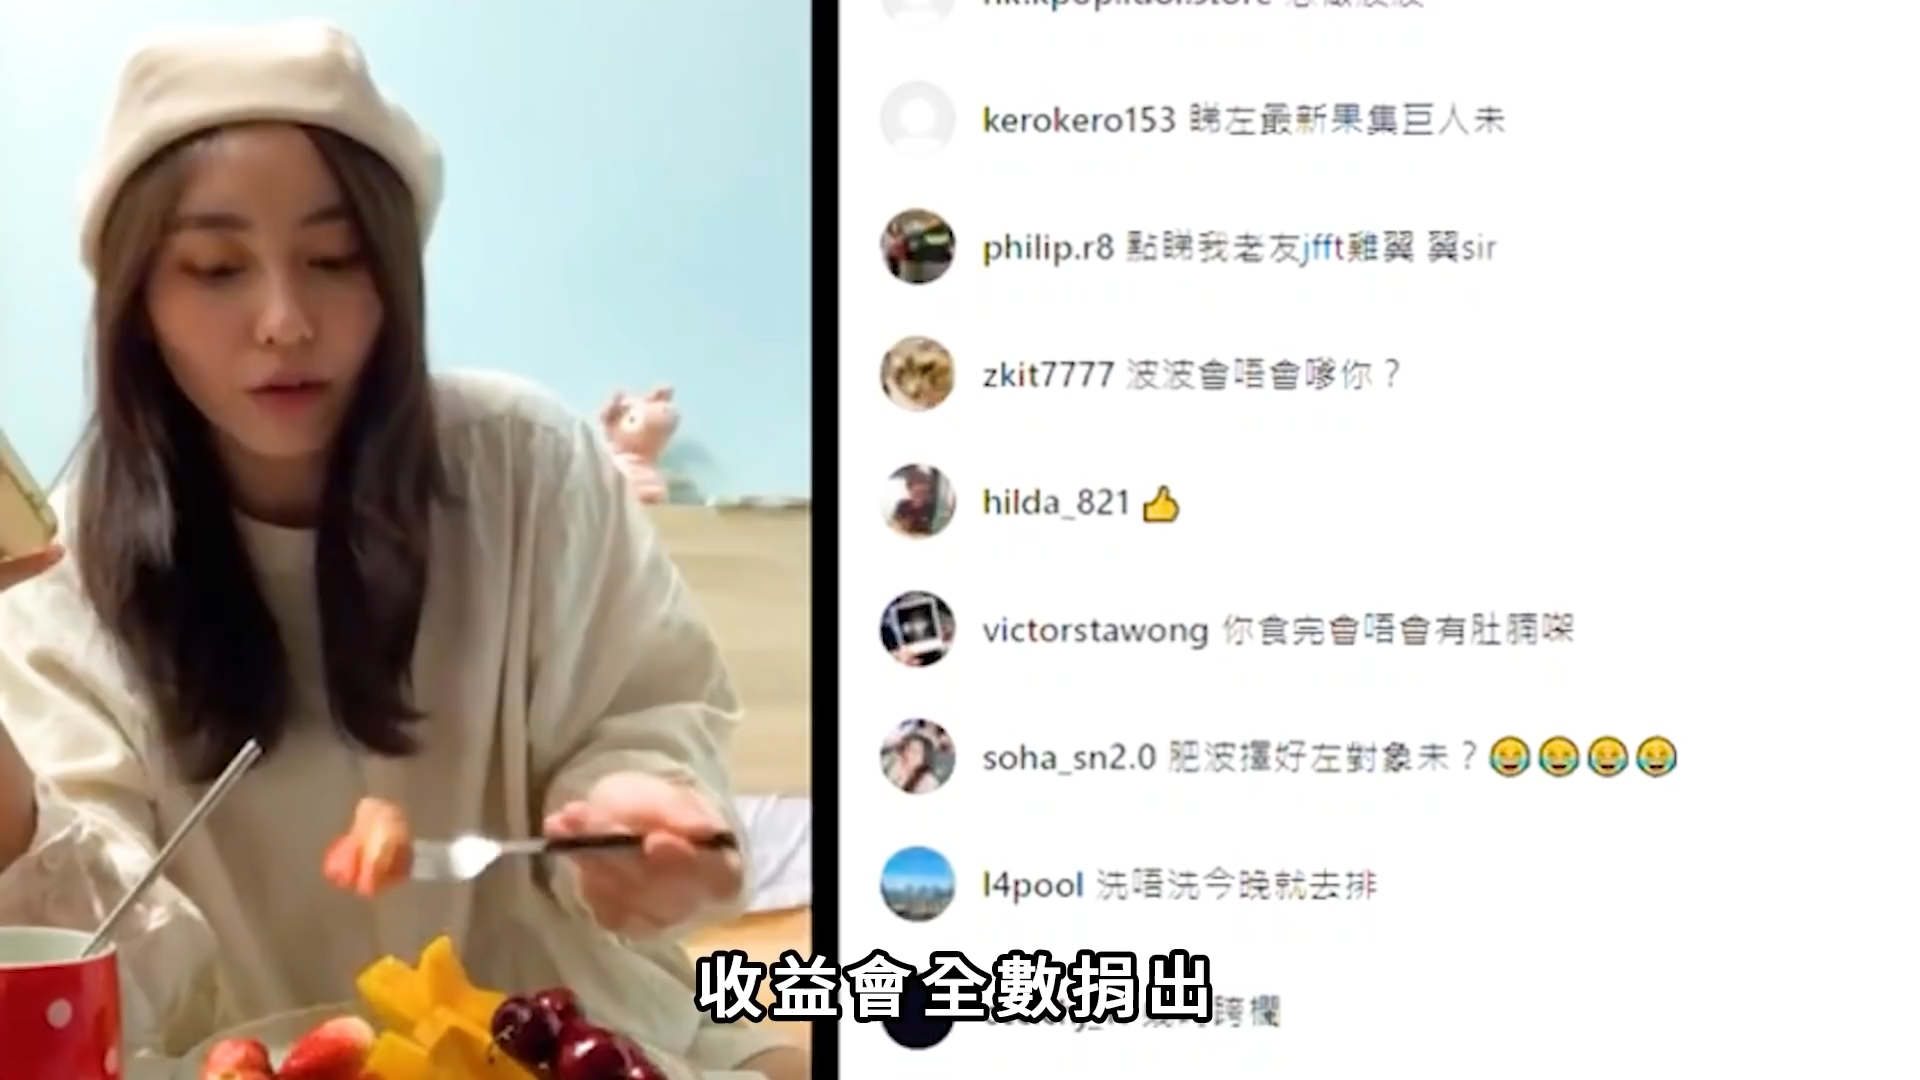 kerokero153 睇左最新果集巨人未
philip.r8 點睇我老友jfft雞翼 翼sir
zkit7777 波波會唔會嗲你？
hilda_821 👍
victorstawong 你食完會唔會有肚腩㗎
soha_sn2.0 肥波擇好左對象未？😂😂😂😂
l4pool 洗唔洗今晚就去排
收益會全數捐出